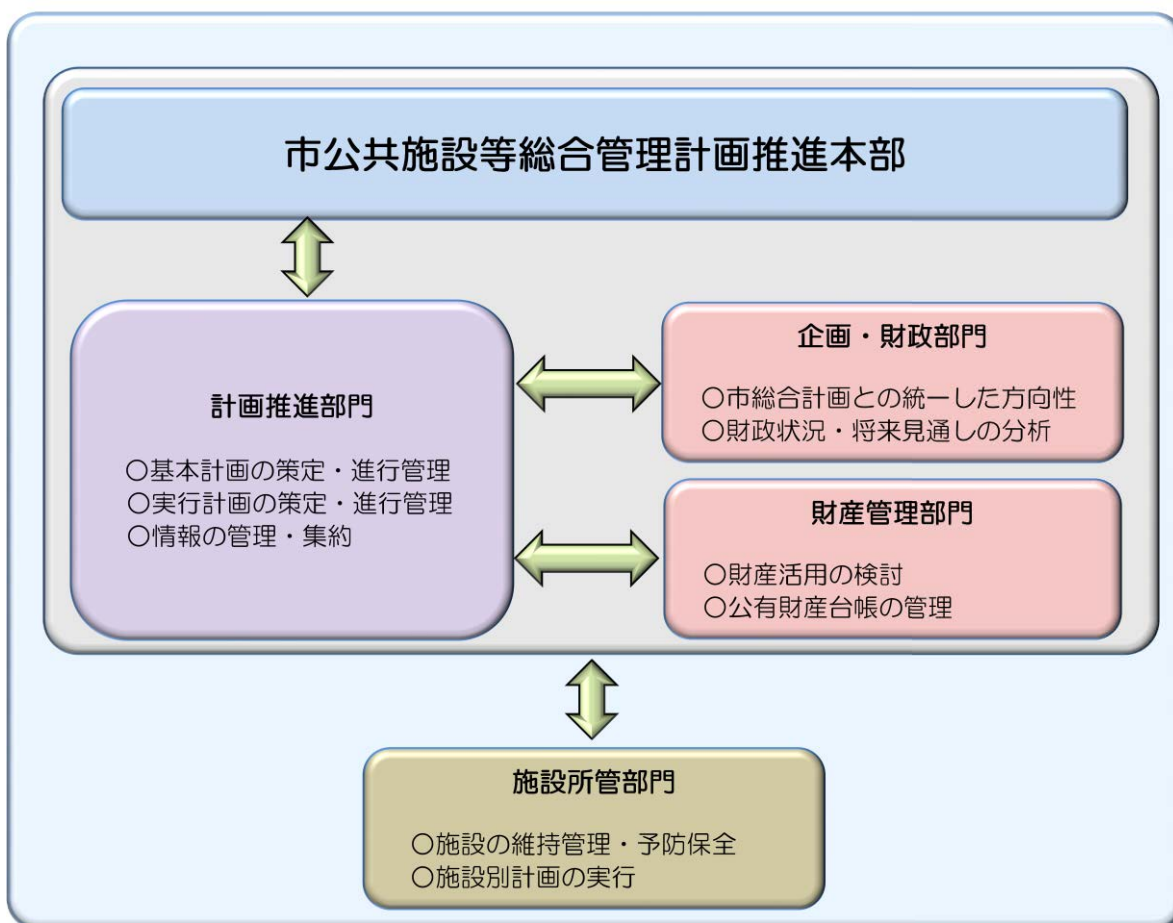 市公共施設等総合管理計画推進本部
計画推進部門
○基本計画の策定・進行管理
○実行計画の策定・進行管理
○情報の管理・集約
企画・財政部門
○市総合計画との統一した方向性
○財政状況・将来見通しの分析
財産管理部門
○財産活用の検討
○公有財産台帳の管理
施設所管部門
○施設の維持管理・予防保全
○施設別計画の実行